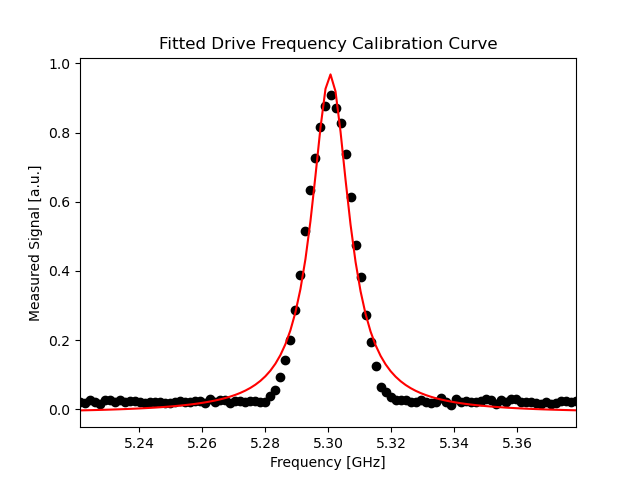 Fitted Drive Frequency Calibration Curve
Measured Signal [a.u.]
1.0
0.8
0.6
0.4
0.2
0.0
5.24 5.26 5.28 5.30 5.32 5.34 5.36
Frequency [GHz]